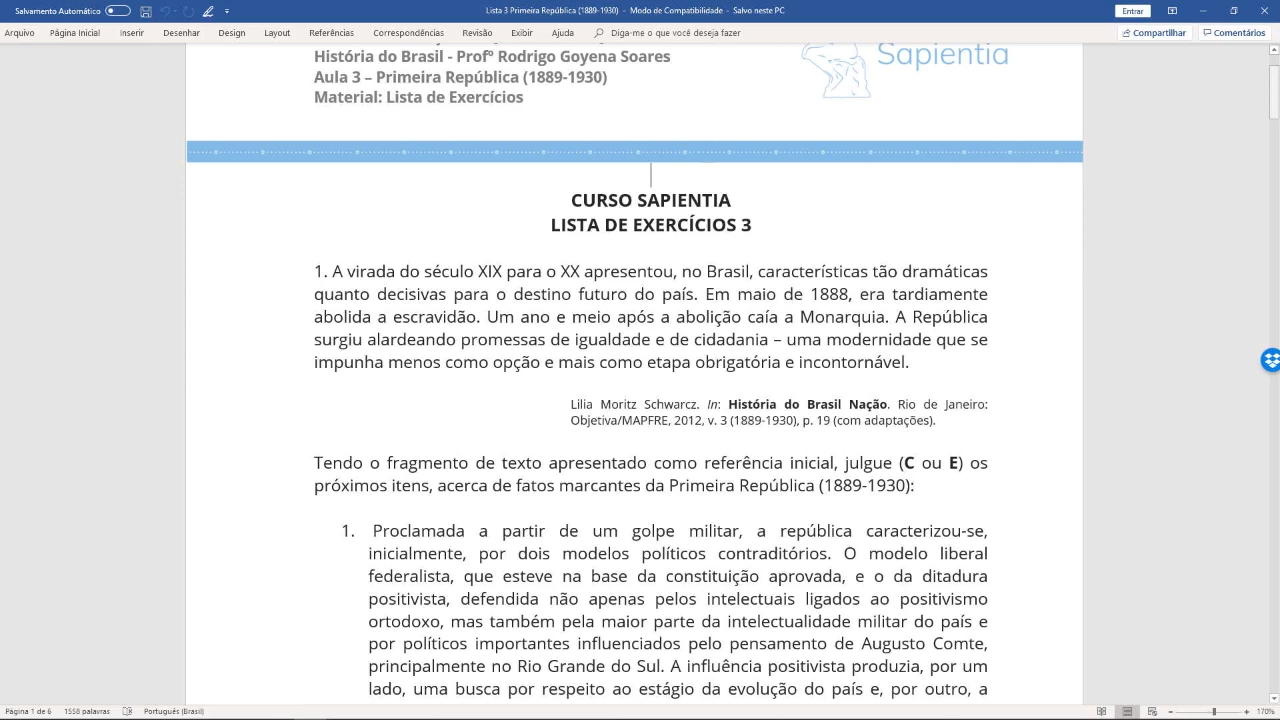 Salvamento Automático
Lista 3 Primeira República (1889-1930) - Modo de Compatibilidade - Salvo neste PC
Entrar
Arquivo Página Inicial Inserir Desenhar Design Layout Referências Correspondências Revisão Exibir Ajuda Diga-me o que você deseja fazer Compartilhar Comentários
História do Brasil - Profº Rodrigo Goyena Soares
Aula 3 – Primeira República (1889-1930)
Material: Lista de Exercícios
Sapientia
CURSO SAPIENTIA
LISTA DE EXERCÍCIOS 3
1. A virada do século XIX para o XX apresentou, no Brasil, características tão dramáticas
quanto decisivas para o destino futuro do país. Em maio de 1888, era tardiamente
abolida a escravidão. Um ano e meio após a abolição caía a Monarquia. A República
surgiu alardeando promessas de igualdade e de cidadania – uma modernidade que se
impunha menos como opção e mais como etapa obrigatória e incontornável.
Lilia Moritz Schwarcz. In: História do Brasil Nação. Rio de Janeiro:
Objetiva/MAPFRE, 2012, v. 3 (1889-1930), p. 19 (com adaptações).
Tendo o fragmento de texto apresentado como referência inicial, julgue (C ou E) os
próximos itens, acerca de fatos marcantes da Primeira República (1889-1930):
1. Proclamada a partir de um golpe militar, a república caracterizou-se,
inicialmente, por dois modelos políticos contraditórios. O modelo liberal
federalista, que esteve na base da constituição aprovada, e o da ditadura
positivista, defendida não apenas pelos intelectuais ligados ao positivismo
ortodoxo, mas também pela maior parte da intelectualidade militar do país e
por políticos importantes influenciados pelo pensamento de Augusto Comte,
principalmente no Rio Grande do Sul. A influência positivista produzia, por um
lado, uma busca por respeito ao estágio da evolução do país e, por outro, a
Página 1 de 6 1558 palavras Português (Brasil) 170%